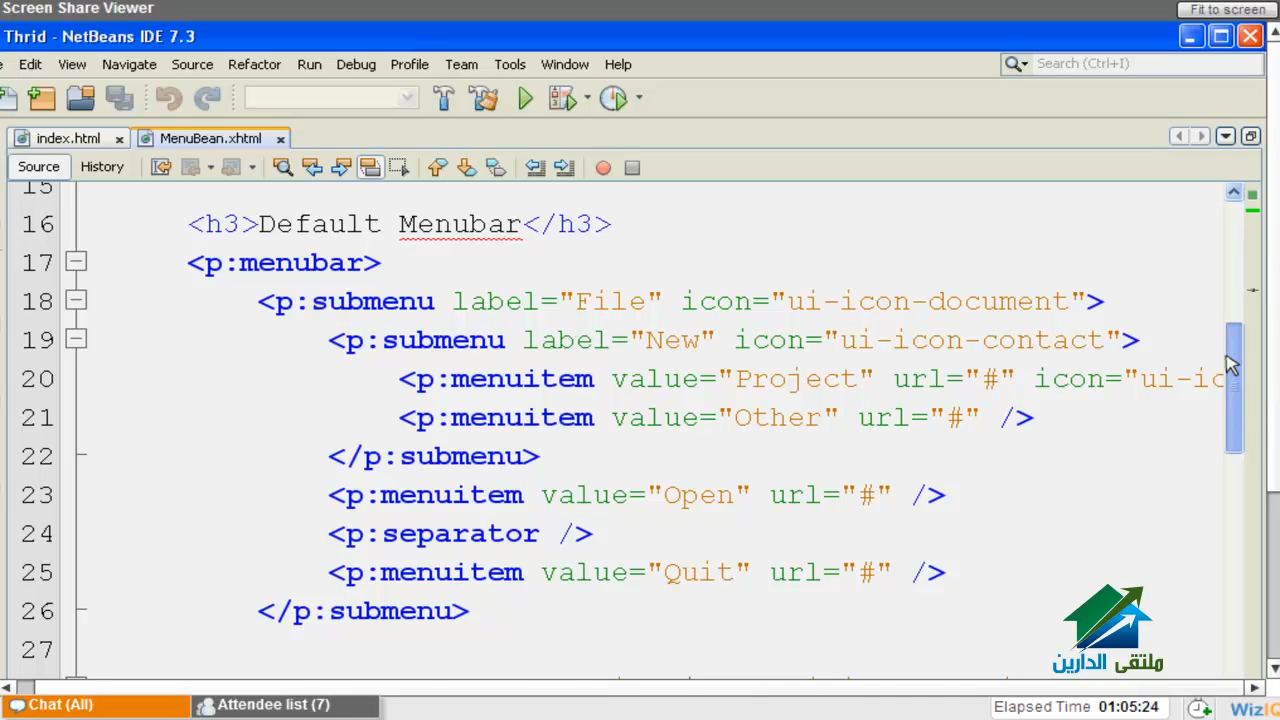 Screen Share Viewer
Fit to screen
Thrid - NetBeans IDE 7.3
Edit View Navigate Source Refactor Run Debug Profile Team Tools Window Help
Search (Ctrl+I)
index.html MenuBean.xhtml
Source History
15
16 <h3>Default Menubar</h3>
17 <p:menubar>
18 <p:submenu label="File" icon="ui-icon-document">
19 <p:submenu label="New" icon="ui-icon-contact">
20 <p:menuitem value="Project" url="#" icon="ui-ic
21 <p:menuitem value="Other" url="#" />
22 </p:submenu>
23 <p:menuitem value="Open" url="#" />
24 <p:separator />
25 <p:menuitem value="Quit" url="#" />
26 </p:submenu>
27
ملتقى الدارين
Chat (All) Attendee list (7) Elapsed Time 01:05:24 WizIQ